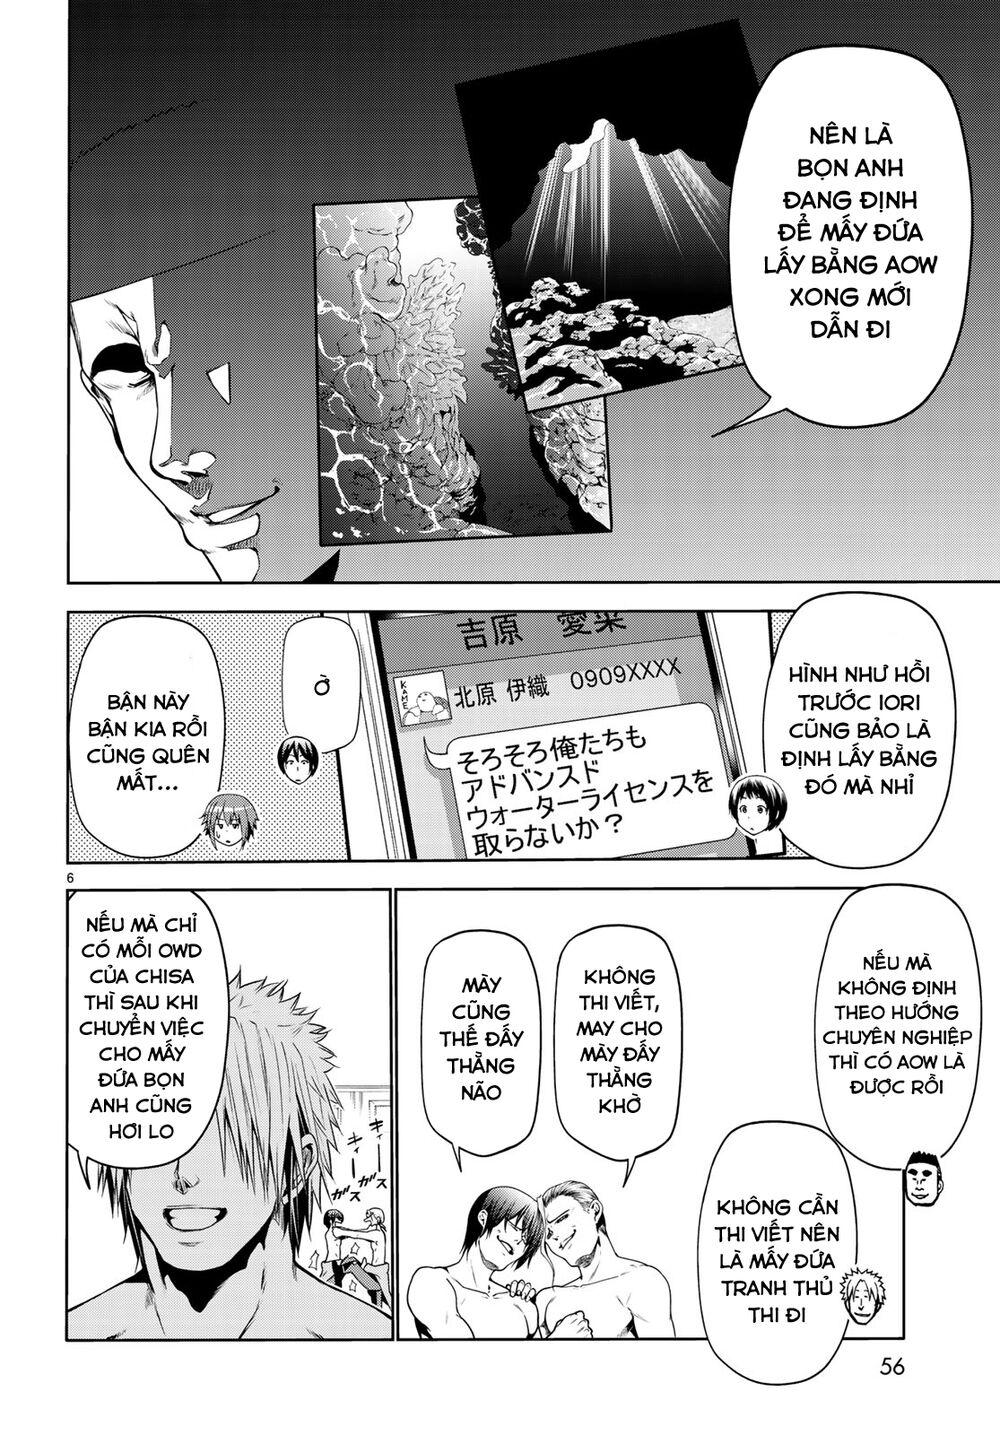 NÊN LÀ
BỌN ANH
ĐANG ĐỊNH
ĐỂ MẤY ĐỨA
LẤY BẰNG AOW
XONG MỚI
DẪN ĐI
HÌNH NHƯ HỒI
TRƯỚC IORI
CŨNG BẢO LÀ
ĐỊNH LẤY BẰNG
ĐÓ MÀ NHỈ
吉原 愛菜
KAME
北原 伊織 0909XXXX
そろそろ俺たちも
アドバンスド
ウォーターライセンスを
取らないか？
Ờ
BẬN NÀY
BẬN KIA RỒI
CŨNG QUÊN
MẤT...
6
NẾU MÀ
KHÔNG ĐỊNH
THEO HƯỚNG
CHUYÊN NGHIỆP
THÌ CÓ AOW LÀ
ĐƯỢC RỒI
KHÔNG CẦN
THI VIẾT NÊN
LÀ MẤY ĐỨA
TRANH THỦ
THI ĐI
KHÔNG
THI VIẾT,
MAY CHO
MÀY ĐẤY
THẰNG
KHỜ
MÀY
CŨNG
THẾ ĐẤY
THẰNG
NÃO
NẾU MÀ CHỈ
CÓ MỖI OWD
CỦA CHISA
THÌ SAU KHI
CHUYỂN VIỆC
CHO MẤY
ĐỨA BỌN
ANH CŨNG
HƠI LO
ガス
ガス
56